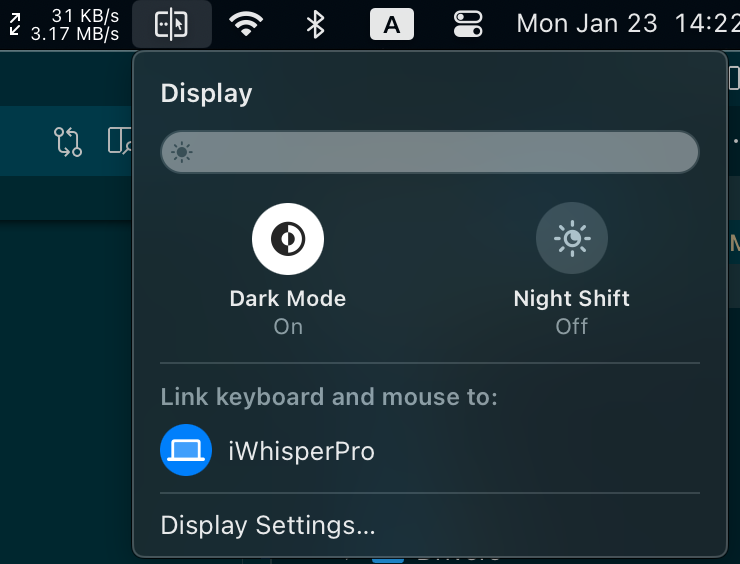 31 KB/s
3.17 MB/s
A
Mon Jan 23 14:22
Display
Dark Mode
On
Night Shift
Off
Link keyboard and mouse to:
iWhisperPro
Display Settings...